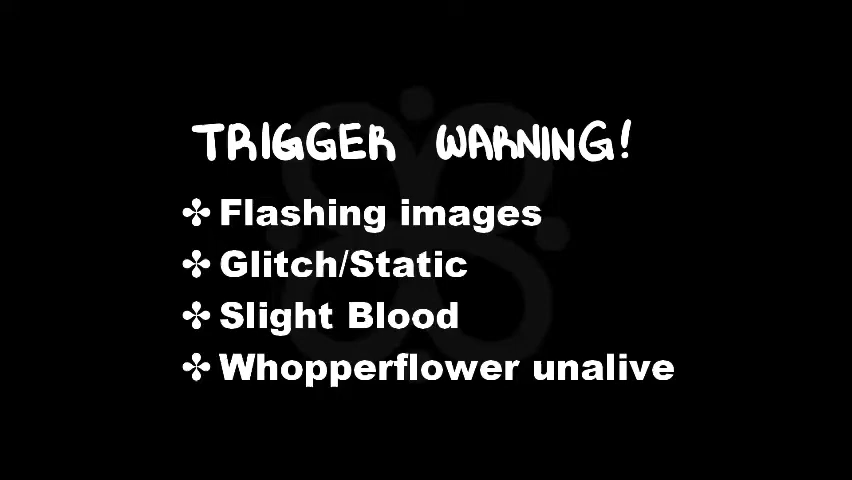 TRIGGER WARNING!
✣ Flashing images
✣ Glitch/Static
✣ Slight Blood
✣ Whopperflower unalive